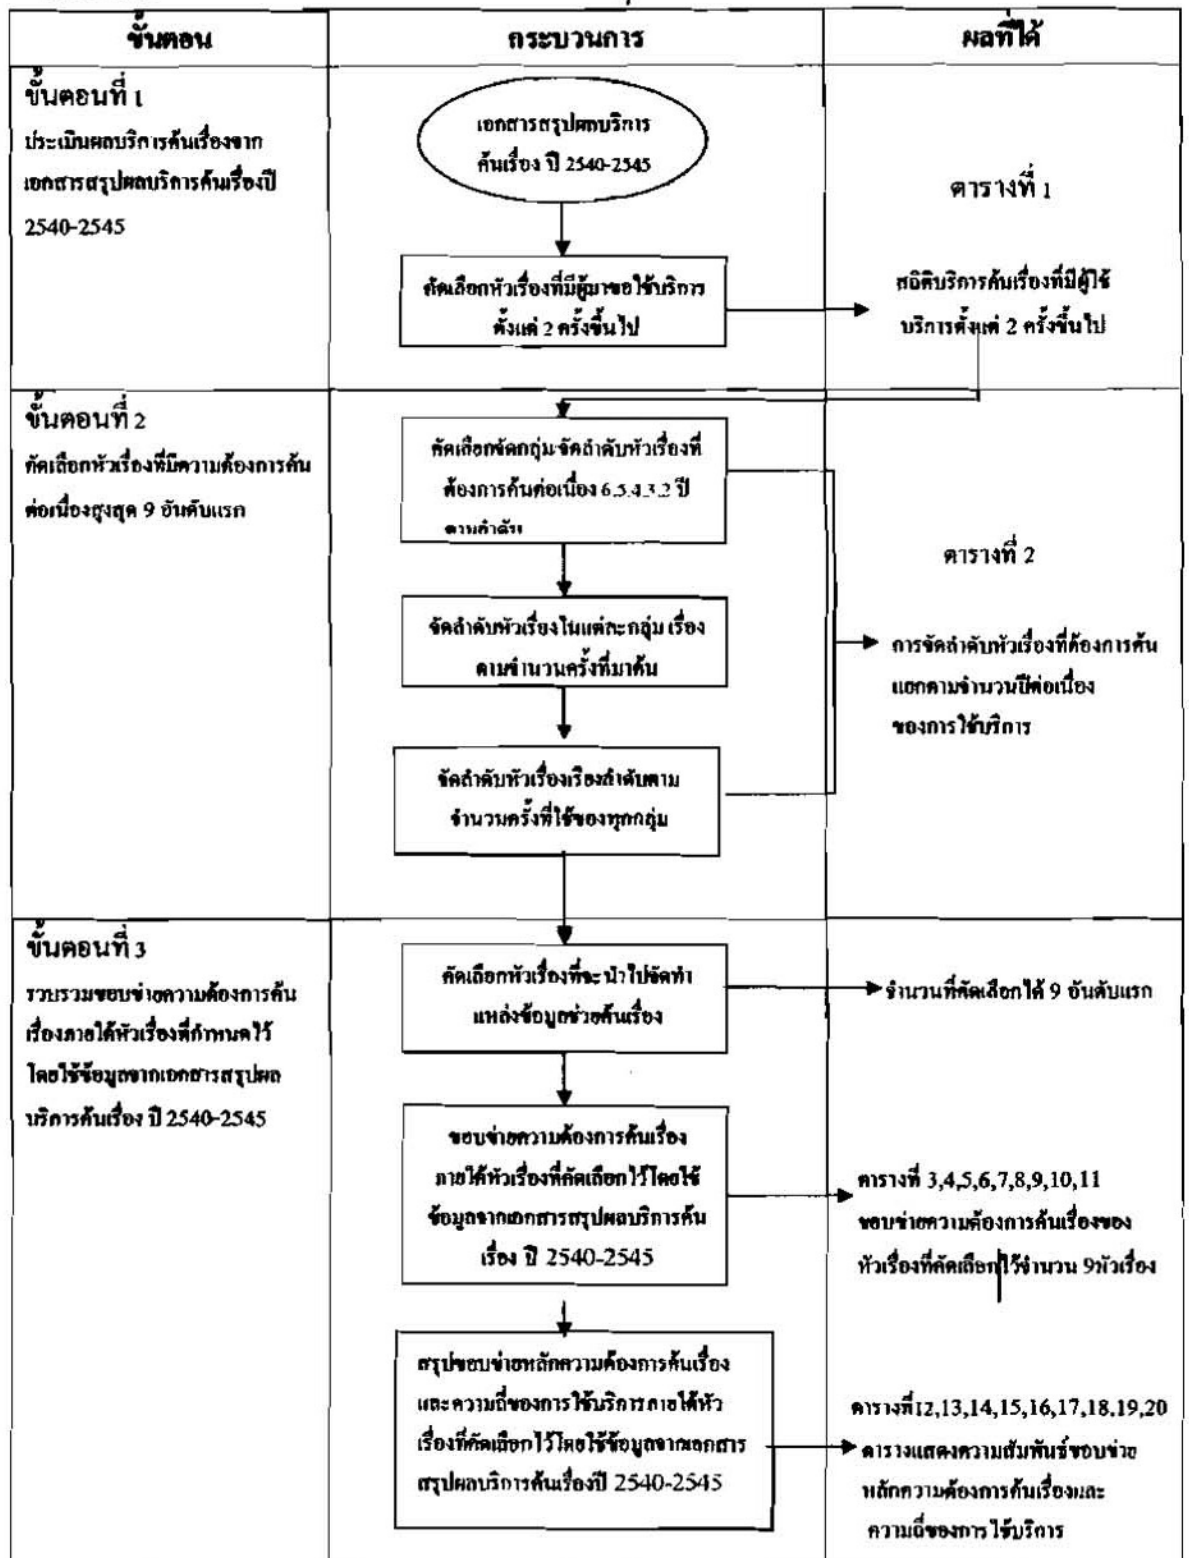 ขั้นตอน
กระบวนการ
ผลที่ได้
ขั้นตอนที่ 1
ประเมินผลบริการค้นเรื่องจาก
เอกสารสรุปผลบริการค้นเรื่องปี
2540-2545
เอกสารสรุปผลบริการ
ค้นเรื่อง ปี 2540-2545
คัดเลือกหัวเรื่องที่มีผู้มาขอใช้บริการ
ตั้งแต่ 2 ครั้งขึ้นไป
ตารางที่ 1
สถิติบริการค้นเรื่องที่มีผู้ใช้
บริการตั้งแต่ 2 ครั้งขึ้นไป
ขั้นตอนที่ 2
คัดเลือกหัวเรื่องที่มีความต้องการค้น
ต่อเนื่องสูงสุด 9 อันดับแรก
คัดเลือกจัดกลุ่ม จัดลำดับหัวเรื่องที่
ต้องการค้นต่อเนื่อง 6,5,4,3,2 ปี
ตามลำดับ
จัดลำดับหัวเรื่องในแต่ละกลุ่ม เรื่อง
ตามจำนวนครั้งที่มาค้น
จัดลำดับหัวเรื่องเรียงลำดับตาม
จำนวนครั้งที่ใช้ของทุกกลุ่ม
ตารางที่ 2
การจัดลำดับหัวเรื่องที่ต้องการค้น
แยกตามจำนวนปีต่อเนื่อง
ของการใช้บริการ
ขั้นตอนที่ 3
รวบรวมขอบข่ายความต้องการค้น
เรื่องภายใต้หัวเรื่องที่กำหนดไว้
โดยใช้ข้อมูลจากเอกสารสรุปผล
บริการค้นเรื่อง ปี 2540-2545
คัดเลือกหัวเรื่องที่จะนำไปจัดทำ
แหล่งข้อมูลช่วยค้นเรื่อง
จำนวนที่คัดเลือกได้ 9 อันดับแรก
ขอบข่ายความต้องการค้นเรื่อง
ภายใต้หัวเรื่องที่คัดเลือกไว้โดยใช้
ข้อมูลจากเอกสารสรุปผลบริการค้น
เรื่อง ปี 2540-2545
ตารางที่ 3,4,5,6,7,8,9,10,11
ขอบข่ายความต้องการค้นเรื่องของ
หัวเรื่องที่คัดเลือกไว้จำนวน 9หัวเรื่อง
สรุปขอบข่ายหลักความต้องการค้นเรื่อง
และความถี่ของการใช้บริการภายใต้หัว
เรื่องที่คัดเลือกไว้โดยใช้ข้อมูลจากเอกสาร
สรุปผลบริการค้นเรื่องปี 2540-2545
ตารางที่12,13,14,15,16,17,18,19,20
ตารางแสดงความสัมพันธ์ขอบข่าย
หลักความต้องการค้นเรื่องและ
ความถี่ของการใช้บริการ